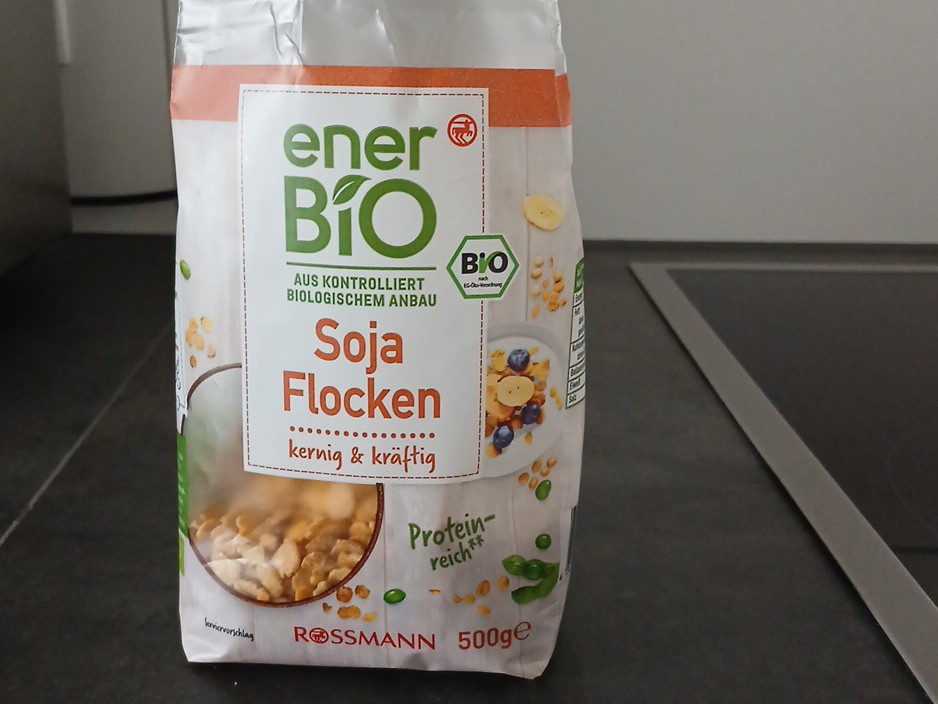 ener
BiO
AUS KONTROLLIERT
BIOLOGISCHEM ANBAU
BiO
nach
EG-Öko-Verordnung
Soja
Flocken
kernig & kräftig
Protein-
reich**
ROSSMANN
500g℮
Salz